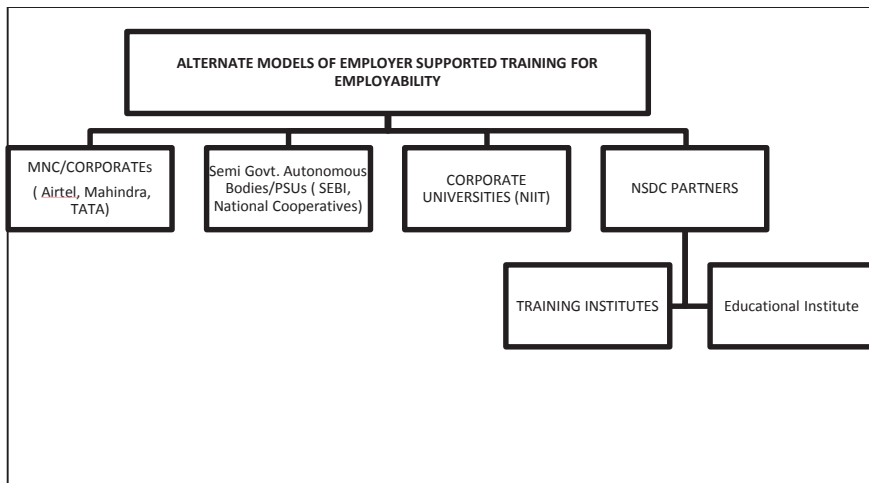 ALTERNATE MODELS OF EMPLOYER SUPPORTED TRAINING FOR
EMPLOYABILITY
MNC/CORPORATEs
( Airtel, Mahindra,
TATA)
Semi Govt. Autonomous
Bodies/PSUs ( SEBI,
National Cooperatives)
CORPORATE
UNIVERSITIES (NIIT)
NSDC PARTNERS
TRAINING INSTITUTES
Educational Institute